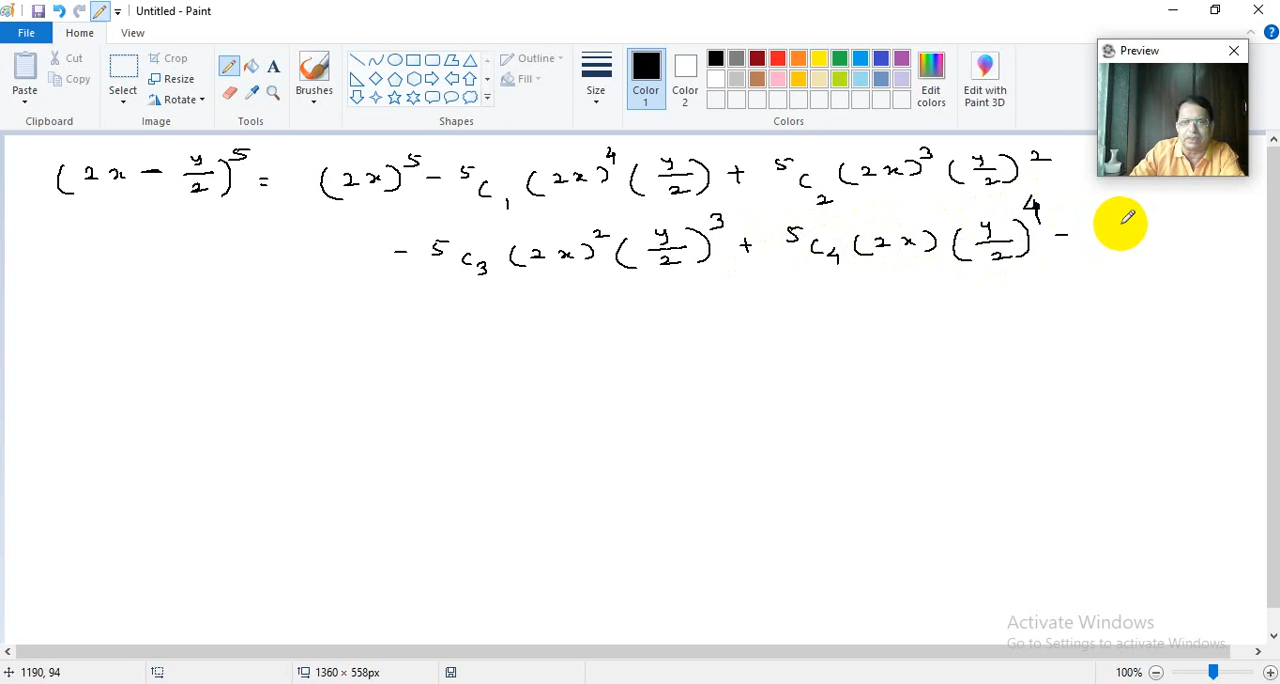 Untitled - Paint
File Home View
Paste Cut Copy Clipboard
Select Crop Resize Rotate Image
A Tools
Brushes
Outline Fill Shapes
Size
Color 1 Color 2 Edit colors Edit with Paint 3D Colors
Preview
(2x - y/2)^5 = (2x)^5 - 5C1 (2x)^4 (y/2) + 5C2 (2x)^3 (y/2)^2
- 5C3 (2x)^2 (y/2)^3 + 5C4 (2x) (y/2)^4 -
Activate Windows
Go to Settings to activate Windows.
1190, 94 1360 × 558px 100%